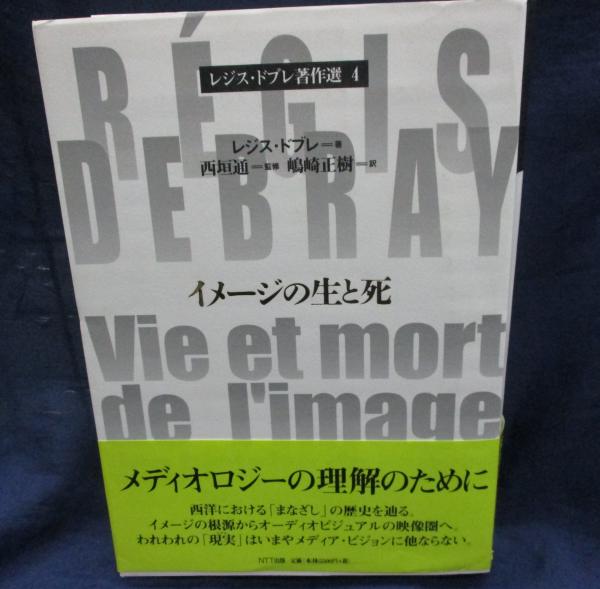 RÉGIS
レジス・ドブレ著作選 4
DEBRAY
レジス・ドブレ=著
西垣通=監修 嶋崎正樹=訳
イメージの生と死
Vie et mort
de l'image
メディオロジーの理解のために
西洋における「まなざし」の歴史を辿る。
イメージの根源からオーディオビジュアルの映像圏へ。
われわれの「現実」はいまやメディア・ビジョンに他ならない。
NTT出版